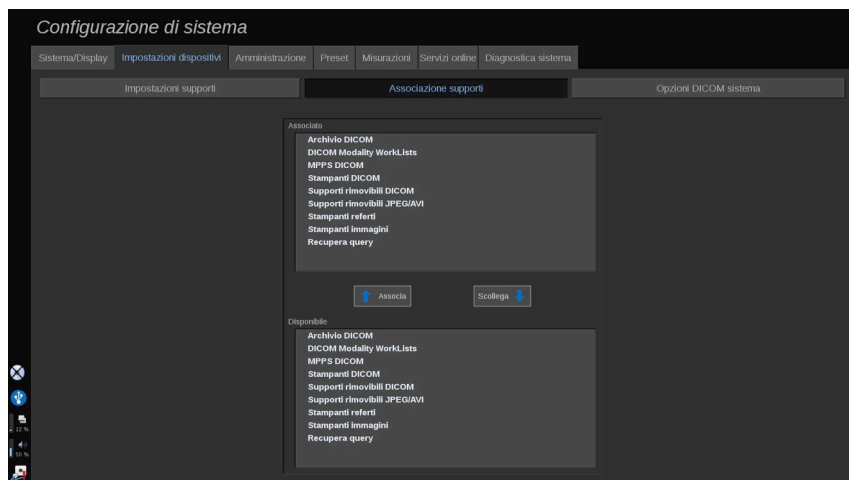 Configurazione di sistema
Sistema/Display Impostazioni dispositivi Amministrazione Preset Misurazioni Servizi online Diagnostica sistema
Impostazioni supporti Associazione supporti Opzioni DICOM sistema
Associato
Archivio DICOM
DICOM Modality WorkLists
MPPS DICOM
Stampanti DICOM
Supporti rimovibili DICOM
Supporti rimovibili JPEG/AVI
Stampanti referti
Stampanti immagini
Recupera query
Associa Scollega
Disponibile
Archivio DICOM
DICOM Modality WorkLists
MPPS DICOM
Stampanti DICOM
Supporti rimovibili DICOM
Supporti rimovibili JPEG/AVI
Stampanti referti
Stampanti immagini
Recupera query
12 %
50 %